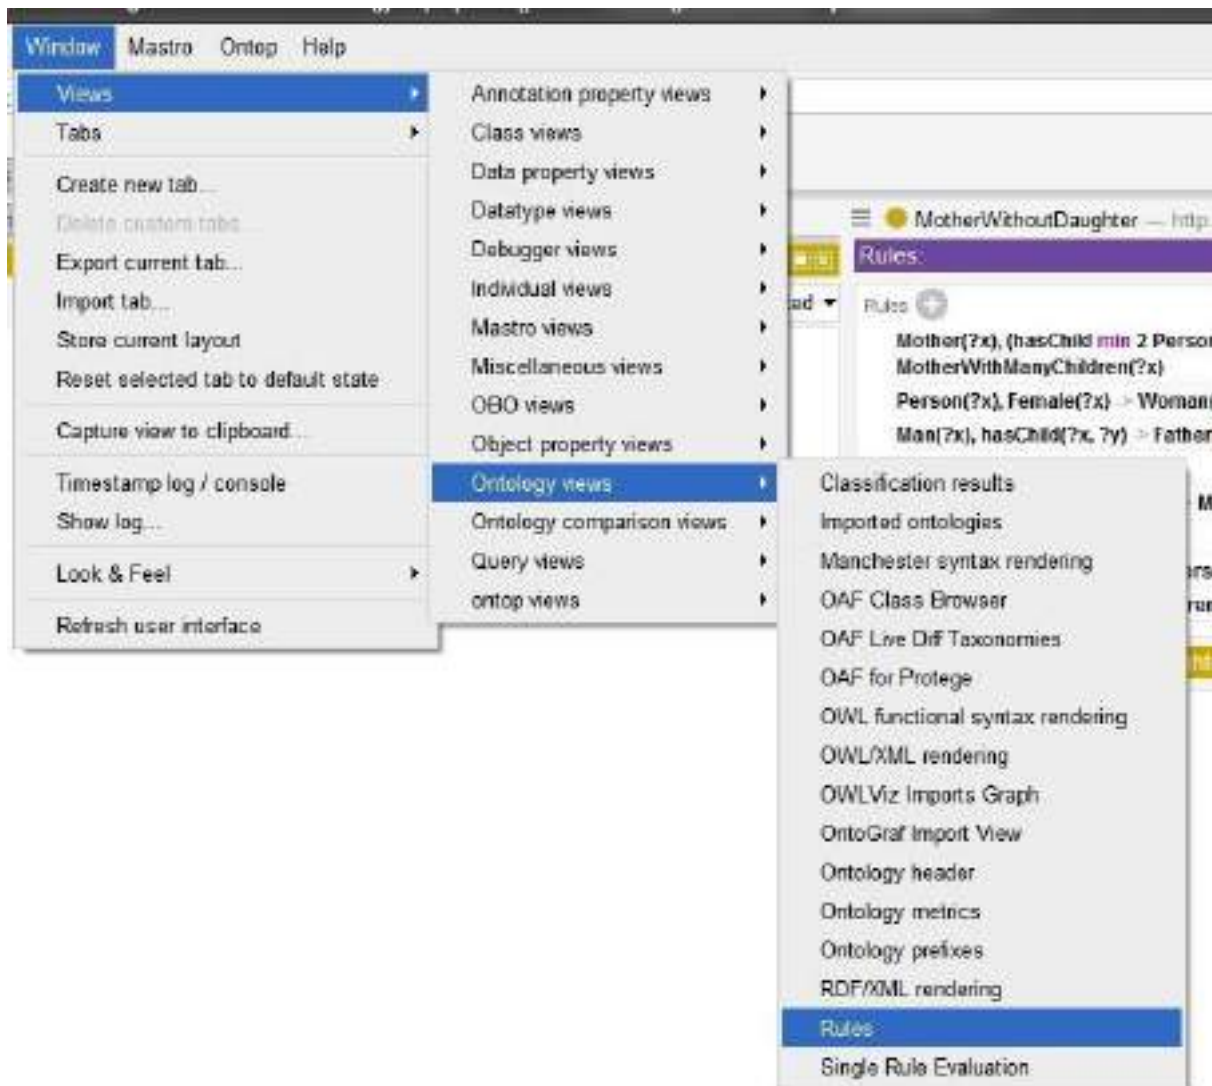 Window Mastro Ontop Help
Views
Tabs
Create new tab...
Delete custom tabs...
Export current tab...
Import tab...
Store current layout
Reset selected tab to default state
Capture view to clipboard...
Timestamp log / console
Show log...
Look & Feel
Refresh user interface
Annotation property views
Class views
Data property views
Datatype views
Debugger views
Individual views
Mastro views
Miscellaneous views
OBO views
Object property views
Ontology views
Ontology comparison views
Query views
ontop views
MotherWithoutDaughter — http
Rules:
Rules
Mother(?x), (hasChild min 2 Person
MotherWithManyChildren(?x)
Person(?x), Female(?x) -> Woman
Man(?x), hasChild(?x, ?y) -> Father
Classification results
Imported ontologies
Manchester syntax rendering
OAF Class Browser
OAF Live Diff Taxonomies
OAF for Protege
OWL functional syntax rendering
OWL/XML rendering
OWLViz Imports Graph
OntoGraf Import View
Ontology header
Ontology metrics
Ontology prefixes
RDF/XML rendering
Rules
Single Rule Evaluation